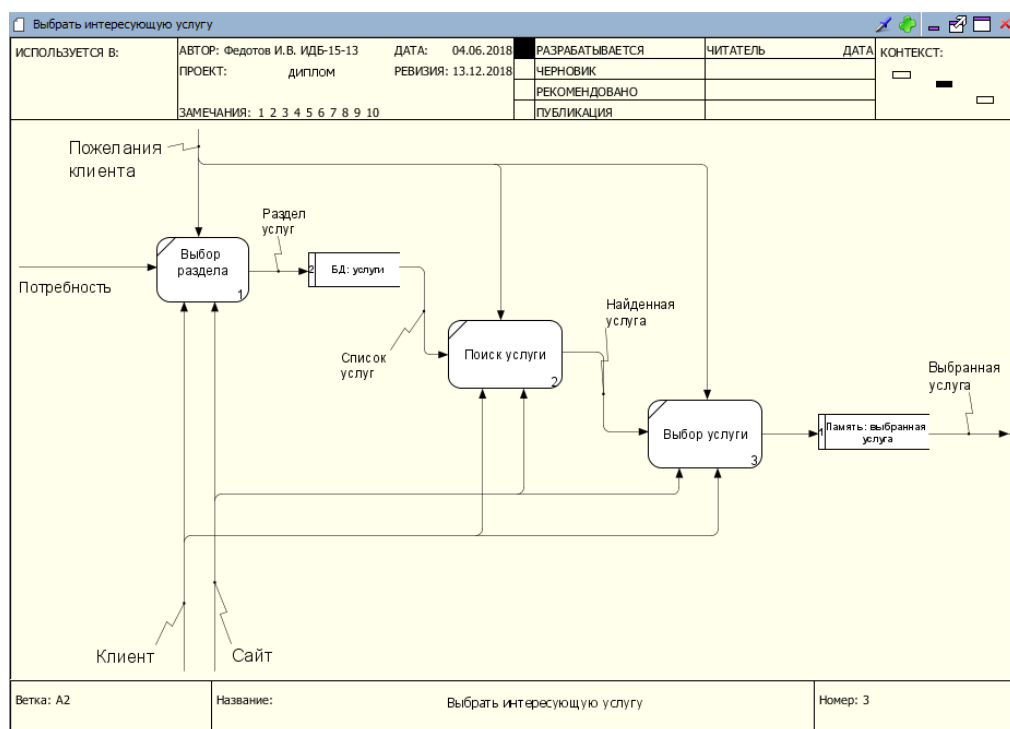 Выбрать интересующую услугу
ИСПОЛЬЗУЕТСЯ В:
АВТОР: Федотов И.В. ИДБ-15-13
ДАТА: 04.06.2018
ПРОЕКТ: диплом
РЕВИЗИЯ: 13.12.2018
ЗАМЕЧАНИЯ: 1 2 3 4 5 6 7 8 9 10
РАЗРАБАТЫВАЕТСЯ
ЧЕРНОВИК
РЕКОМЕНДОВАНО
ПУБЛИКАЦИЯ
ЧИТАТЕЛЬ
ДАТА
КОНТЕКСТ:
Пожелания
клиента
Раздел
услуг
Выбор
раздела
1
2
БД: услуги
Потребность
Найденная
услуга
Список
услуг
Поиск услуги
2
Выбранная
услуга
Выбор услуги
3
1
Память: выбранная
услуга
Клиент
Сайт
Ветка: A2
Название:
Выбрать интересующую услугу
Номер: 3